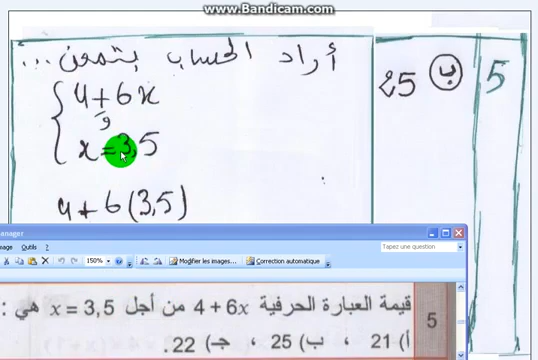 www.Bandicam.com
أراد الحساب بتمعن...
5
ب
25
4 + 6x
و
x = 3,5
4 + 6(3,5)
anager
mage Outils ?
Tapez une question
150%
Modifier les images...
Correction automatique
5
قيمة العبارة الحرفية 4 + 6x من أجل x = 3,5 هي :
أ) 21 ، ب) 25 ، جـ) 22.